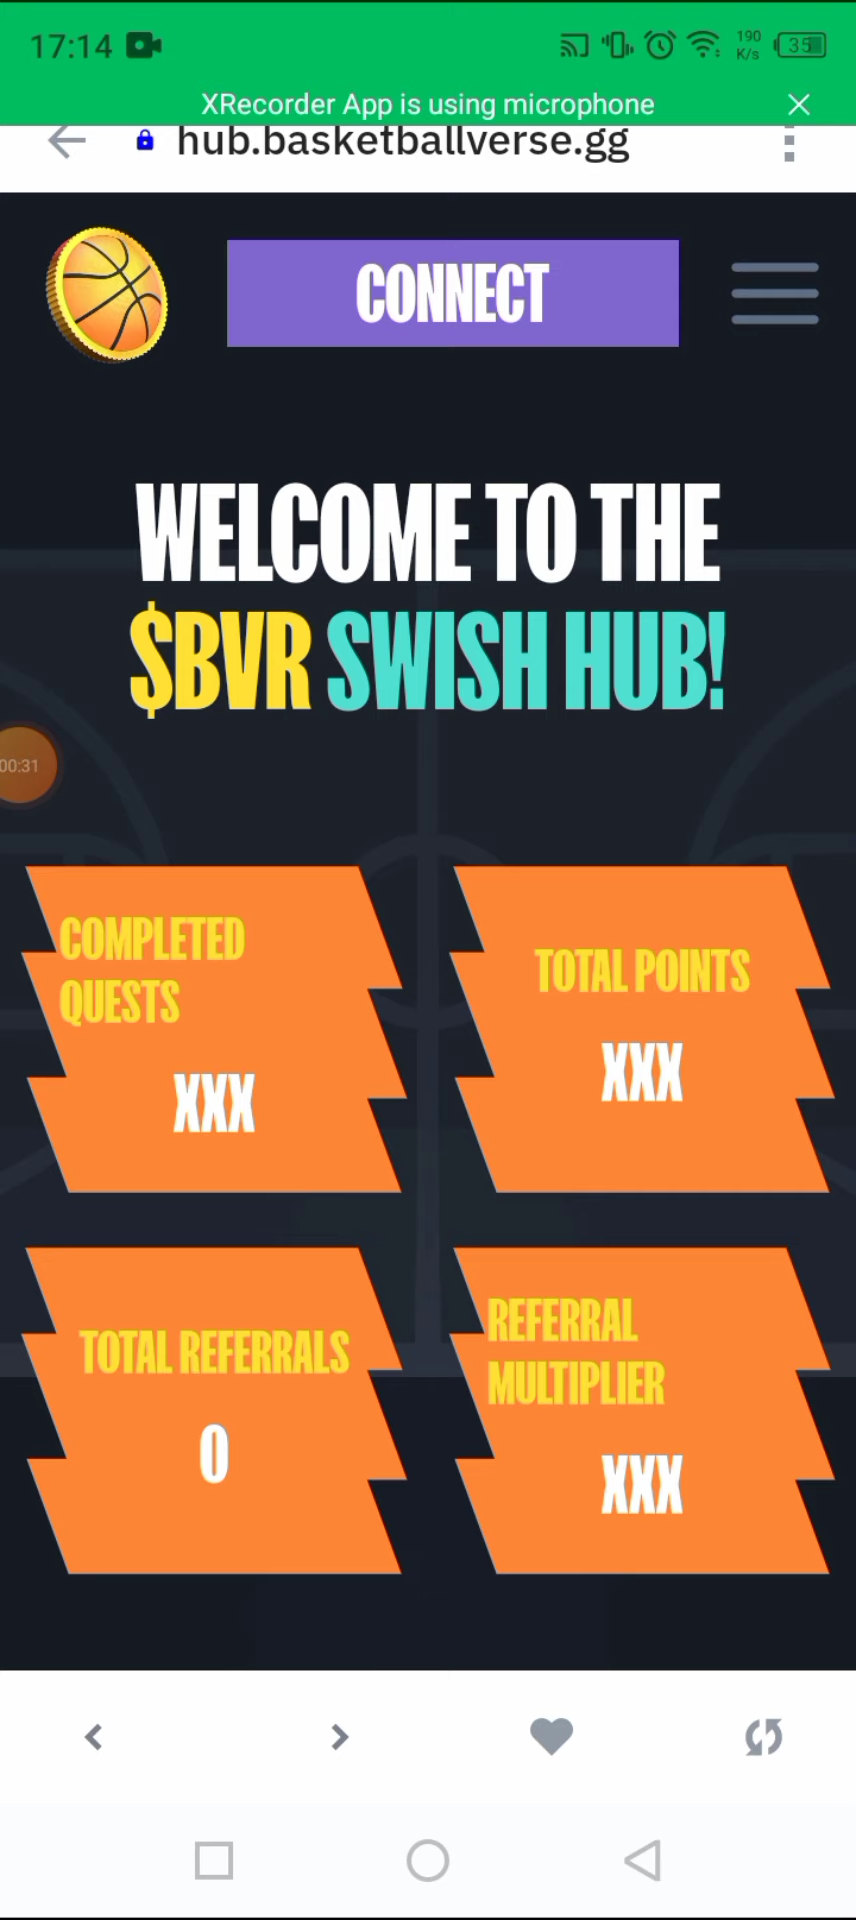 17:14
190
K/s
35
XRecorder App is using microphone
hub.basketballverse.gg
CONNECT
WELCOME TO THE
$BVR SWISH HUB!
00:31
COMPLETED
QUESTS
XXX
TOTAL POINTS
XXX
TOTAL REFERRALS
0
REFERRAL
MULTIPLIER
XXX